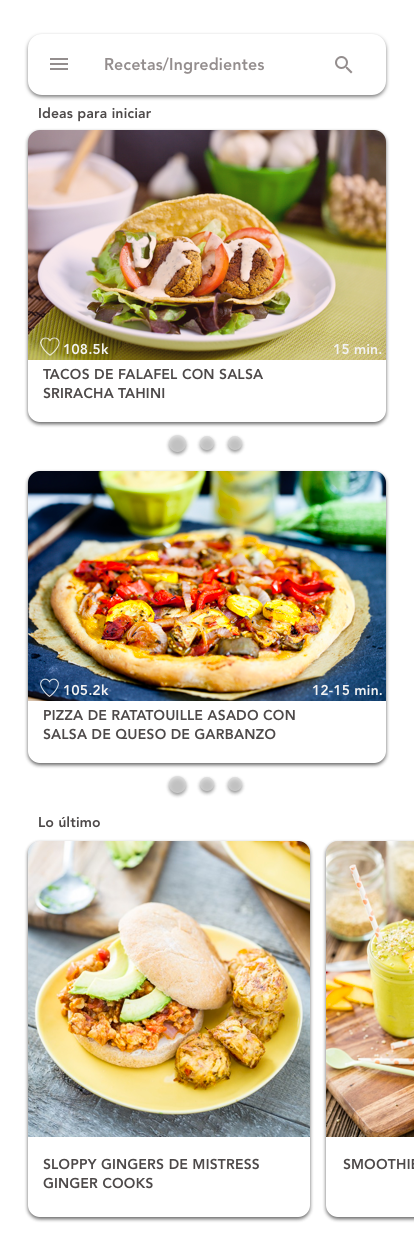 Recetas/Ingredientes
Ideas para iniciar
108.5k
15 min.
TACOS DE FALAFEL CON SALSA
SRIRACHA TAHINI
105.2k
12-15 min.
PIZZA DE RATATOUILLE ASADO CON
SALSA DE QUESO DE GARBANZO
Lo último
SLOPPY GINGERS DE MISTRESS
GINGER COOKS
SMOOTHIE